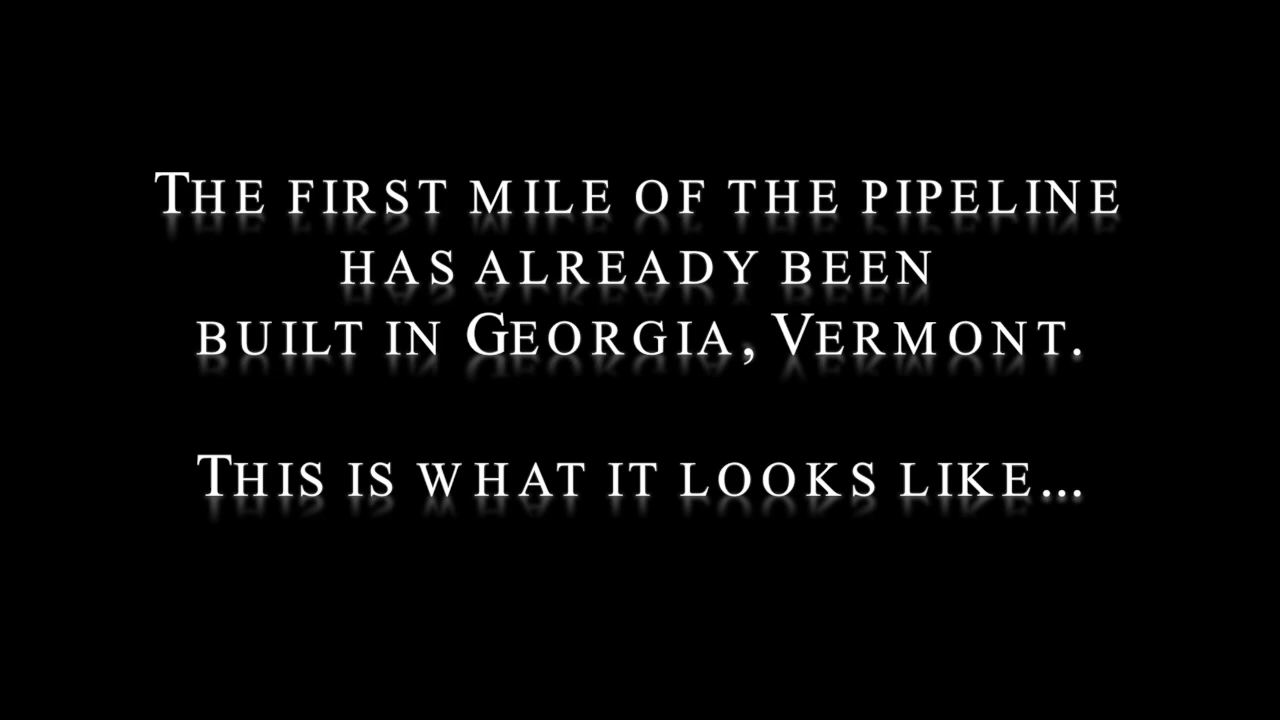 The first mile of the pipeline
has already been
built in Georgia, Vermont.
This is what it looks like...